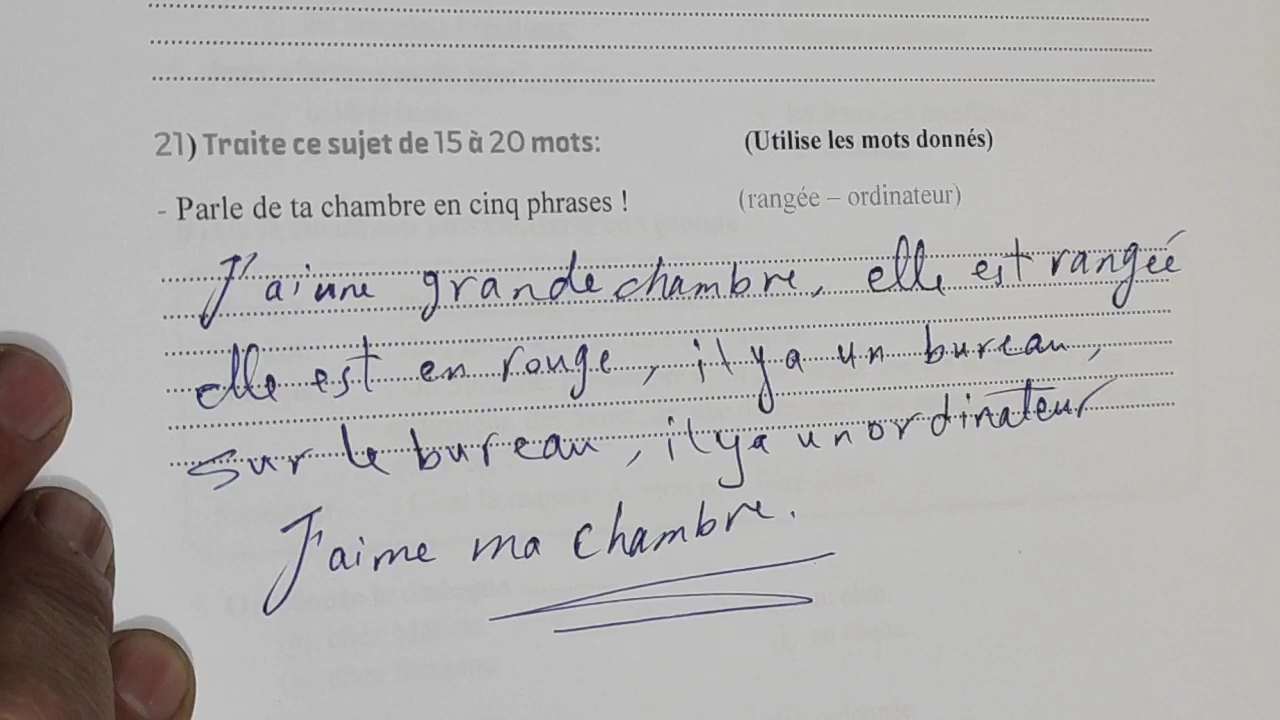 21) Traite ce sujet de 15 à 20 mots: (Utilise les mots donnés)
- Parle de ta chambre en cinq phrases ! (rangée – ordinateur)
J'ai une grande chambre, elle est rangée
elle est en rouge, il y a un bureau,
sur le bureau, il y a un ordinateur
J'aime ma chambre.